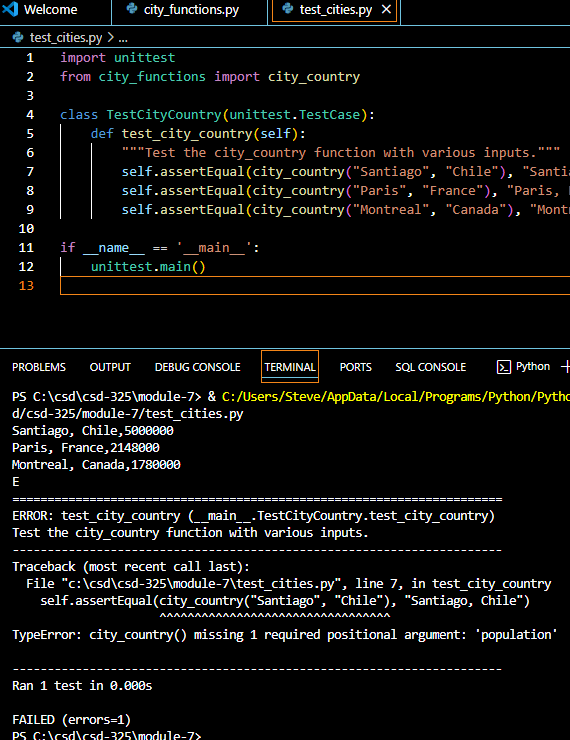 Welcome
city_functions.py
test_cities.py
test_cities.py > ...
1 import unittest
2 from city_functions import city_country
3
4 class TestCityCountry(unittest.TestCase):
5     def test_city_country(self):
6         """Test the city_country function with various inputs."""
7         self.assertEqual(city_country("Santiago", "Chile"), "Santia
8         self.assertEqual(city_country("Paris", "France"), "Paris,
9         self.assertEqual(city_country("Montreal", "Canada"), "Mont
10
11 if __name__ == '__main__':
12     unittest.main()
13
PROBLEMS OUTPUT DEBUG CONSOLE TERMINAL PORTS SQL CONSOLE Python
PS C:\csd\csd-325\module-7> & C:/Users/Steve/AppData/Local/Programs/Python/Pytho
d/csd-325/module-7/test_cities.py
Santiago, Chile,5000000
Paris, France,2148000
Montreal, Canada,1780000
E
======================================================================
ERROR: test_city_country (__main__.TestCityCountry.test_city_country)
Test the city_country function with various inputs.
----------------------------------------------------------------------
Traceback (most recent call last):
  File "c:\csd\csd-325\module-7\test_cities.py", line 7, in test_city_country
    self.assertEqual(city_country("Santiago", "Chile"), "Santiago, Chile")
                     ^^^^^^^^^^^^^^^^^^^^^^^^^^^^^^^^^
TypeError: city_country() missing 1 required positional argument: 'population'
----------------------------------------------------------------------
Ran 1 test in 0.000s
FAILED (errors=1)
PS C:\csd\csd-325\module-7>